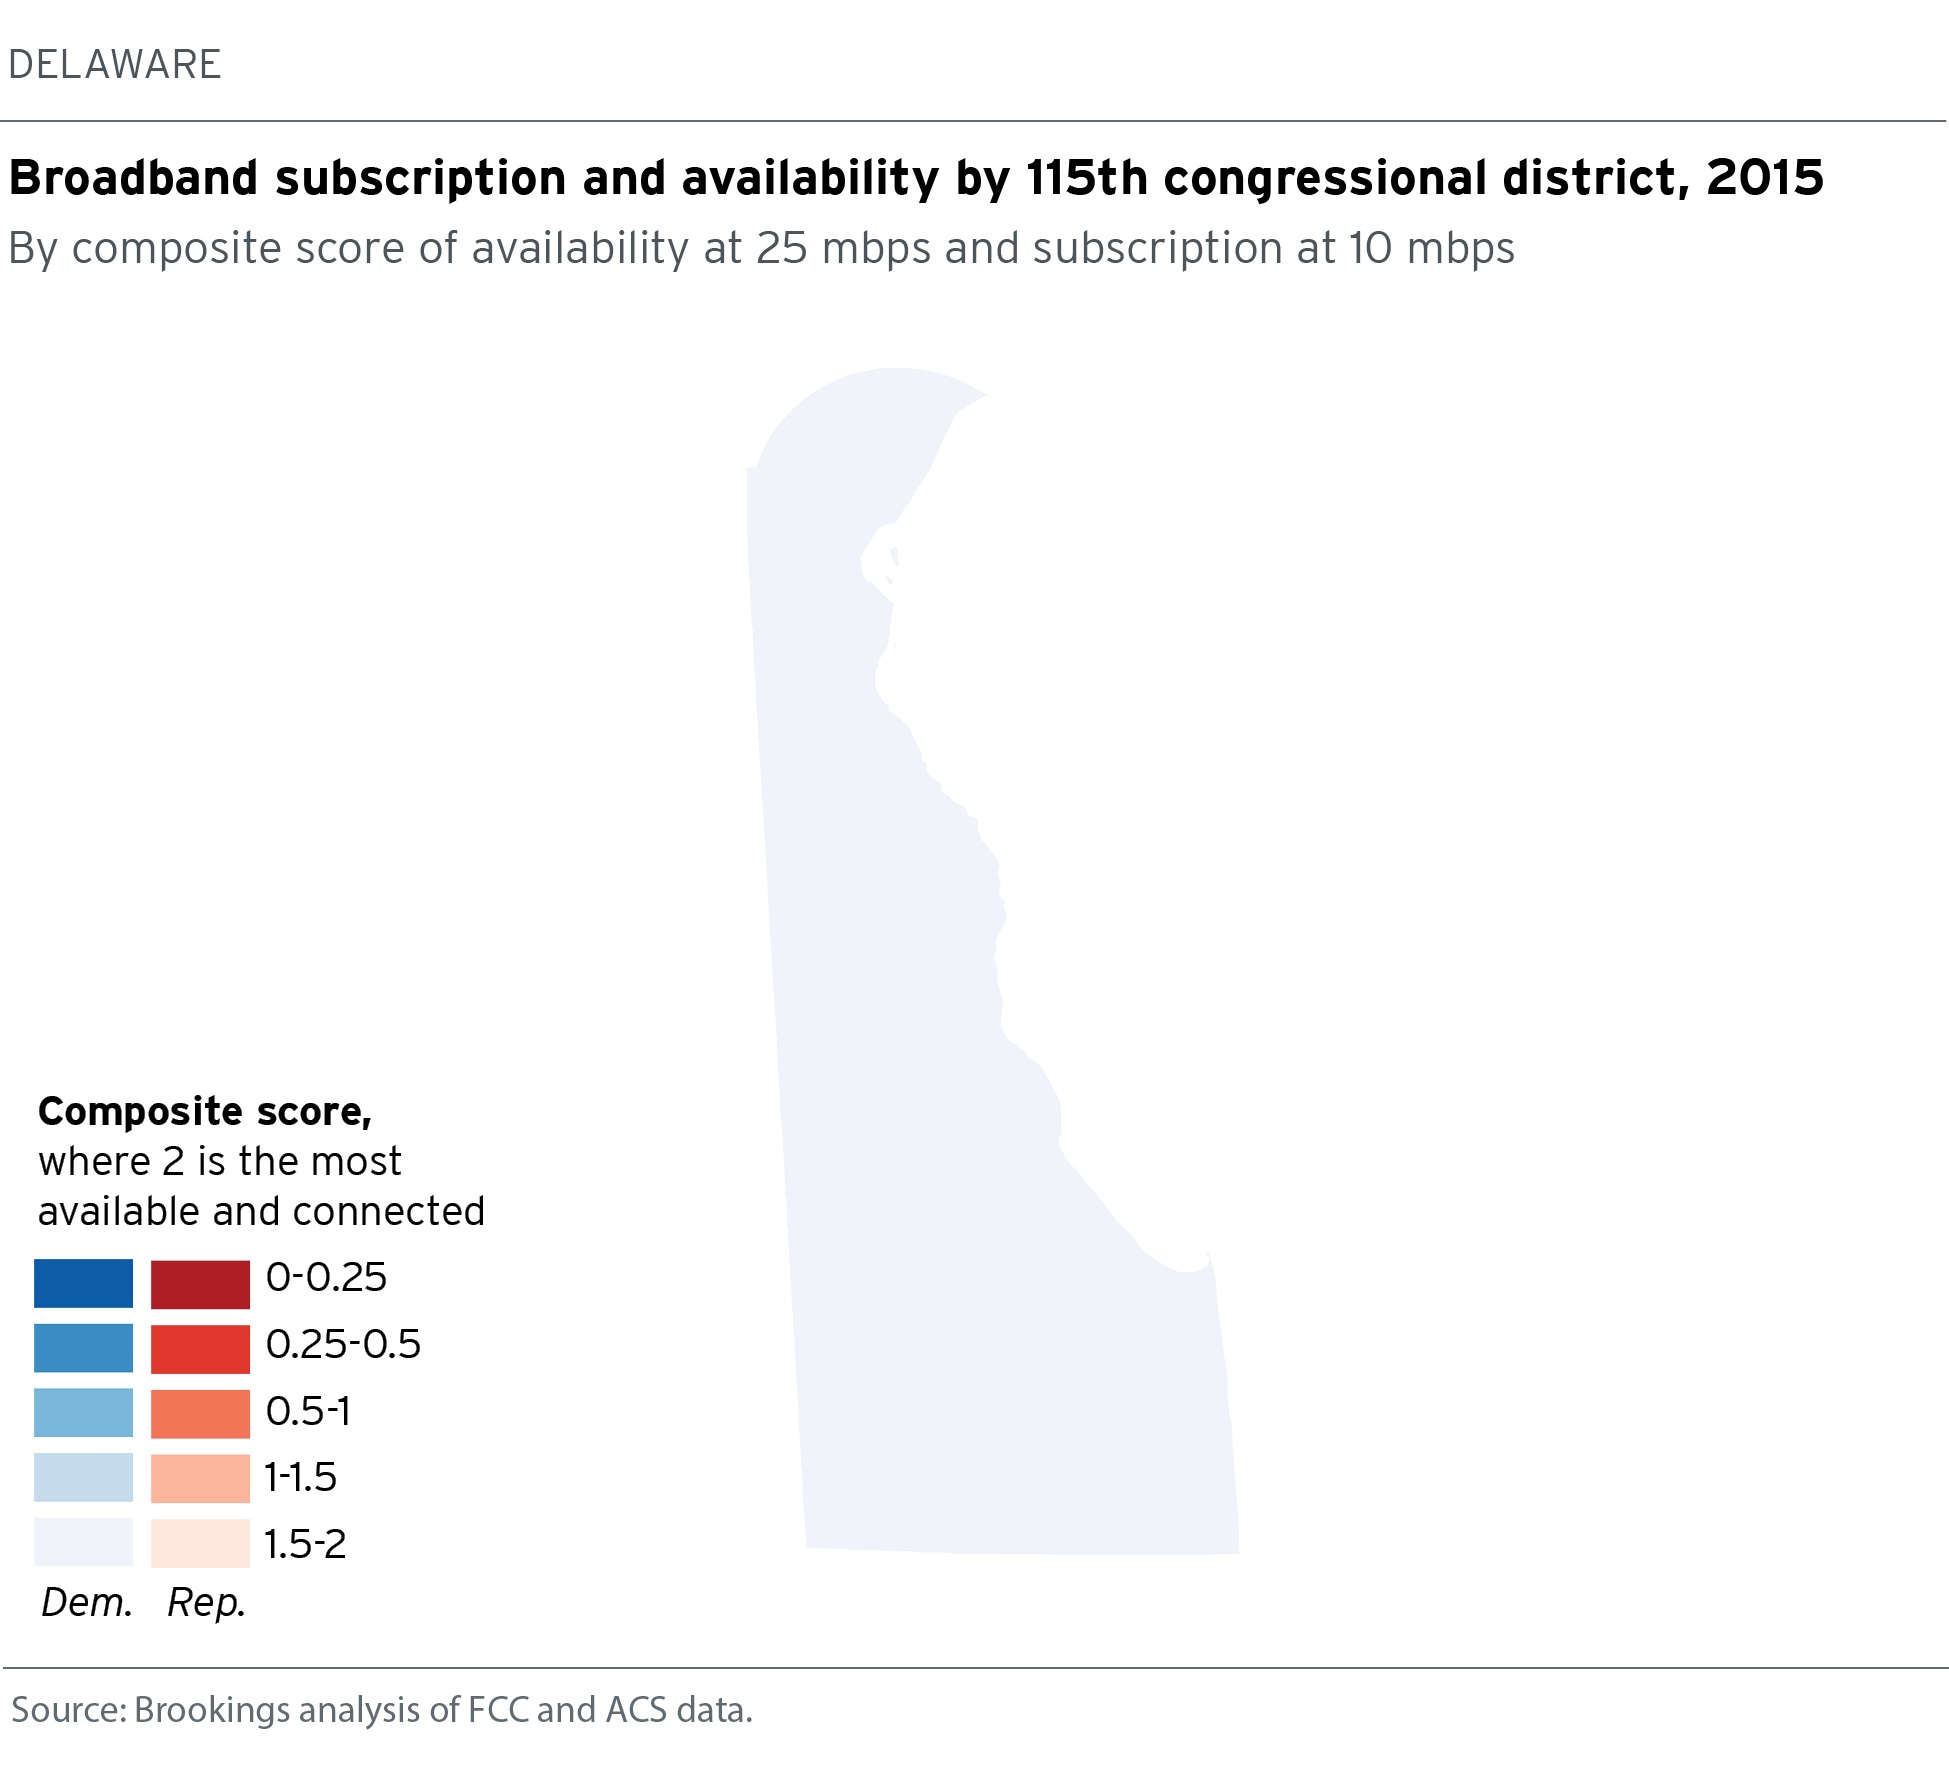 DELAWARE
Broadband subscription and availability by 115th congressional district, 2015
By composite score of availability at 25 mbps and subscription at 10 mbps
Composite score,
where 2 is the most
available and connected
0-0.25
0.25-0.5
0.5-1
1-1.5
1.5-2
Dem. Rep.
Source: Brookings analysis of FCC and ACS data.